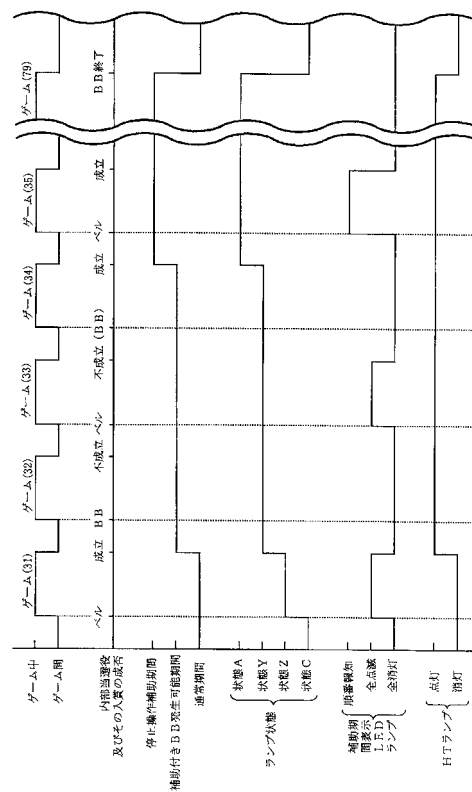 ゲーム中
ゲーム間
ゲーム(31)
ゲーム(32)
ゲーム(33)
ゲーム(34)
ゲーム(35)
ゲーム(79)
内部当選役
及びその入賞の成否
ベル
成立
BB
不成立
ベル
不成立
(BB)
成立
ベル
成立
BB終了
停止操作補助期間
補助付きBB発生可能期間
通常期間
ランプ状態
状態A
状態Y
状態Z
状態C
補助期
間表示
LED
ランプ
順番報知
全点滅
全消灯
HTランプ
点灯
消灯